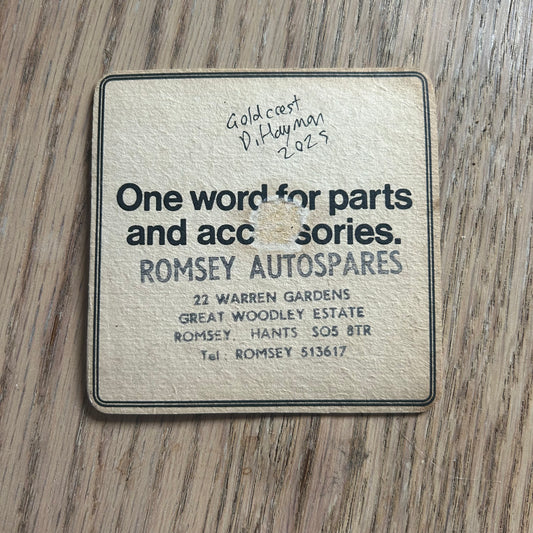 Goldcrest
D. Hayman
2025
One word for parts
and acc sories.
ROMSEY AUTOSPARES
22 WARREN GARDENS
GREAT WOODLEY ESTATE
ROMSEY. HANTS SO5 8TR
Tel: ROMSEY 513617